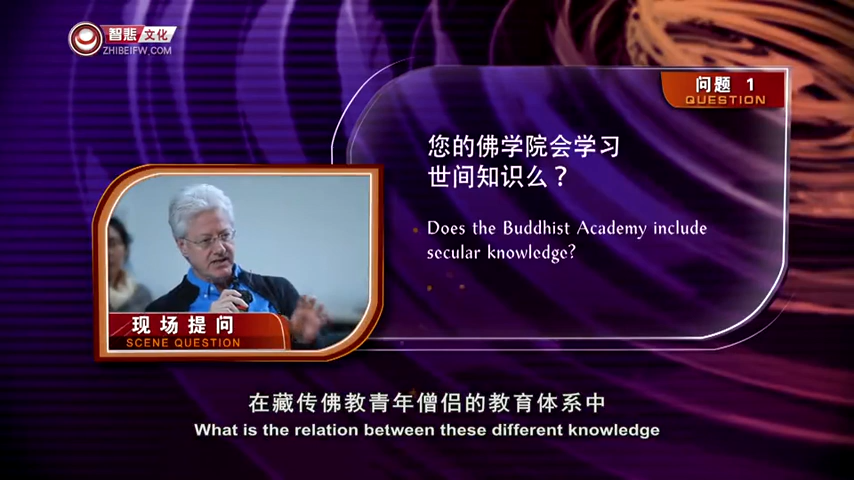 智悲文化
ZHIBEIFW.COM
问题 1
QUESTION
您的佛学院会学习
世间知识么？
Does the Buddhist Academy include
secular knowledge?
现场提问
SCENE QUESTION
在藏传佛教青年僧侣的教育体系中
What is the relation between these different knowledge